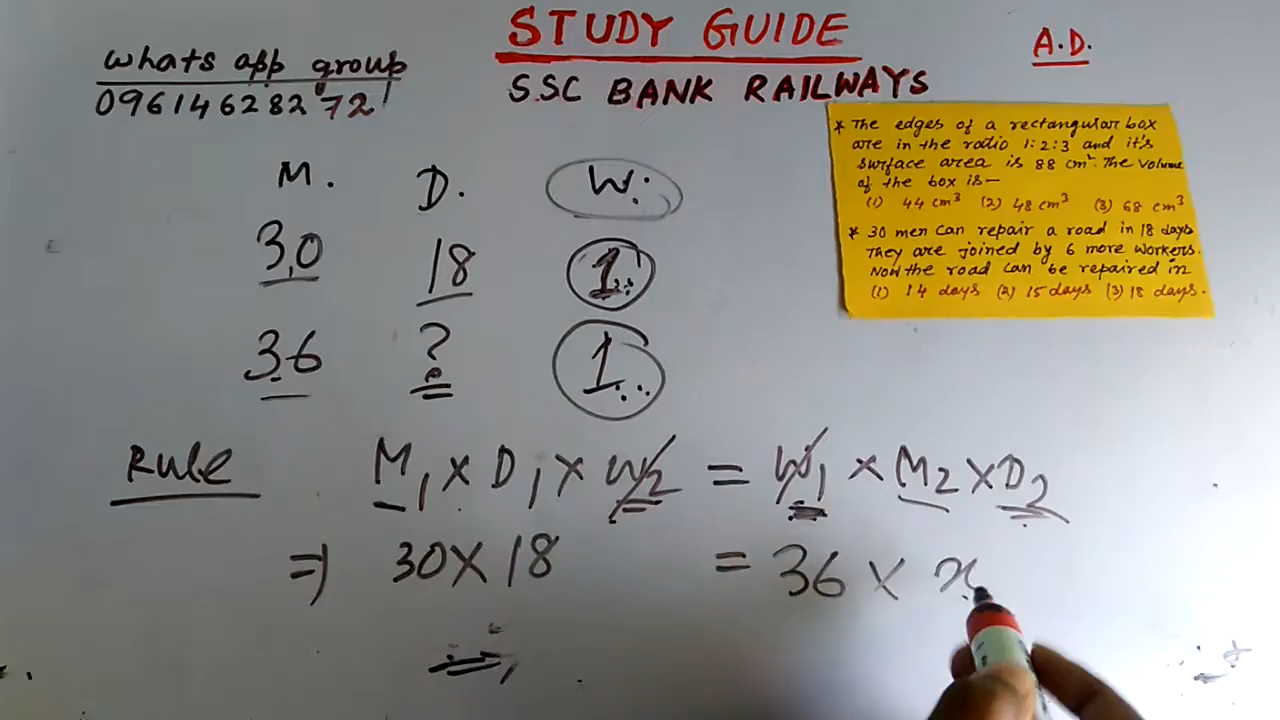 STUDY GUIDE
A.D.
whats app group
09614628272
SSC BANK RAILWAYS
* The edges of a rectangular box
are in the ratio 1:2:3 and it's
surface area is 88 cm². The volume
of the box is—
(1) 44 cm³ (2) 48 cm³ (3) 68 cm³
* 30 men can repair a road in 18 days
They are joined by 6 more workers.
Now the road can be repaired in
(1) 14 days (2) 15 days (3) 18 days.
M. D. W.
30 18 1
36 ? 1
Rule M₁ × D₁ × W₂ = W₁ × M₂ × D₂
⇒ 30 × 18 = 36 × x